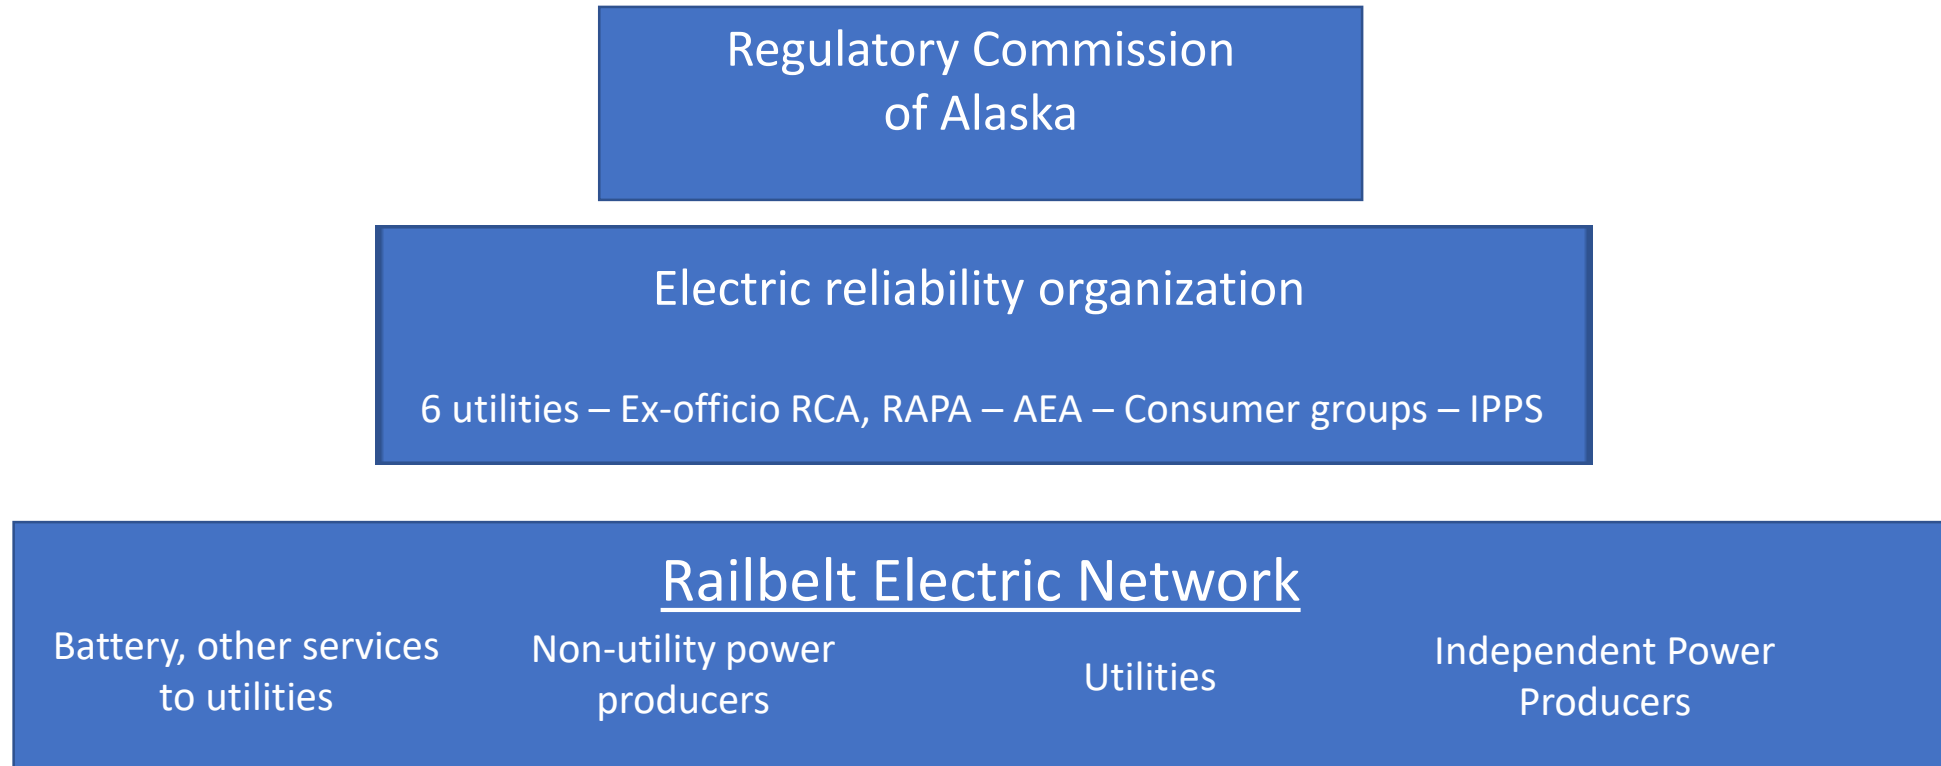 Regulatory Commission
of Alaska
Electric reliability organization
6 utilities – Ex-officio RCA, RAPA – AEA – Consumer groups – IPPS
Railbelt Electric Network
Battery, other services
to utilities
Non-utility power
producers
Utilities
Independent Power
Producers